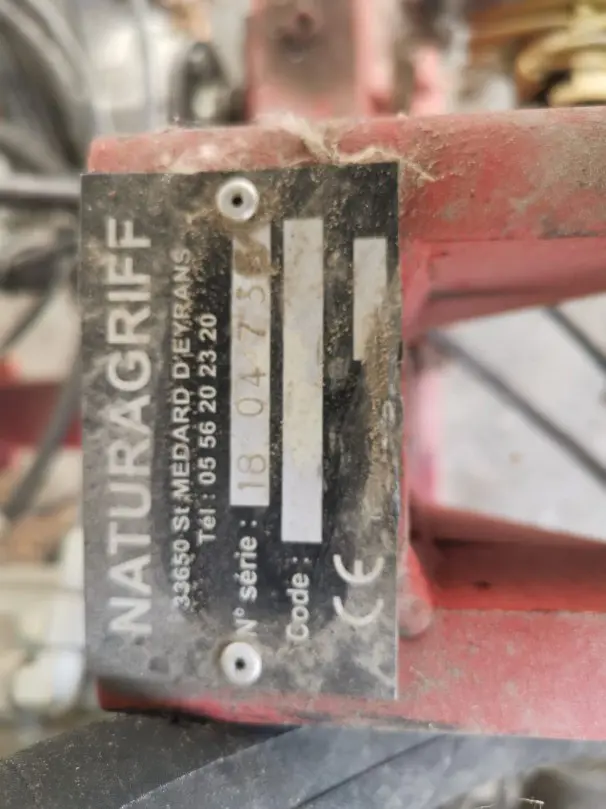 NATURAGRIFF
33650 St MEDARD D'EYRANS
Tél : 05 56 20 23 20
N° série : 18 04 73
Code :
CE